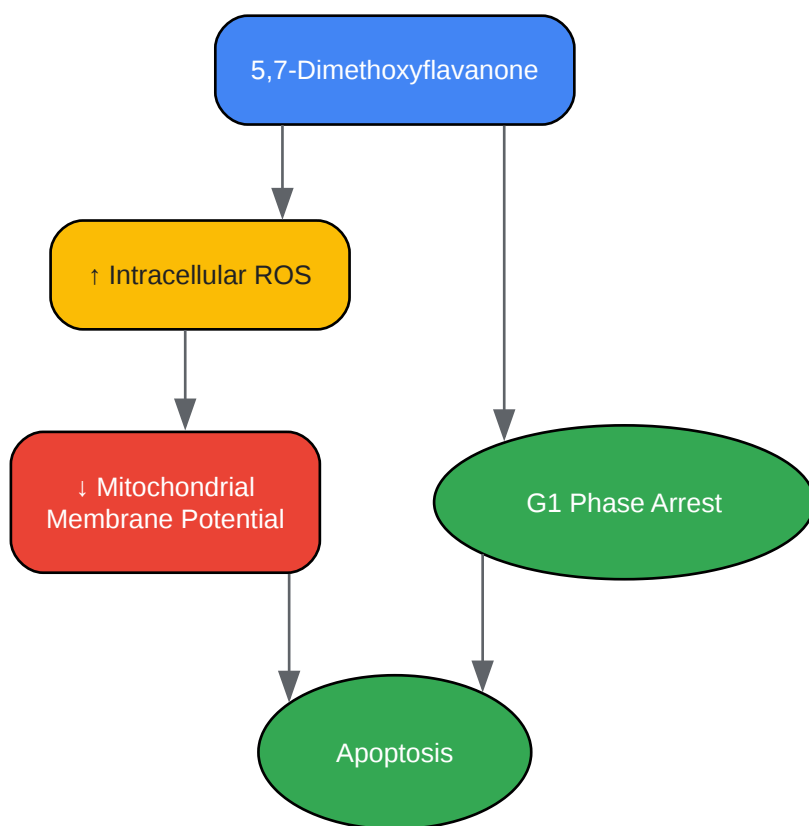 5,7-Dimethoxyflavanone
↑ Intracellular ROS
↓ Mitochondrial
Membrane Potential
G1 Phase Arrest
Apoptosis